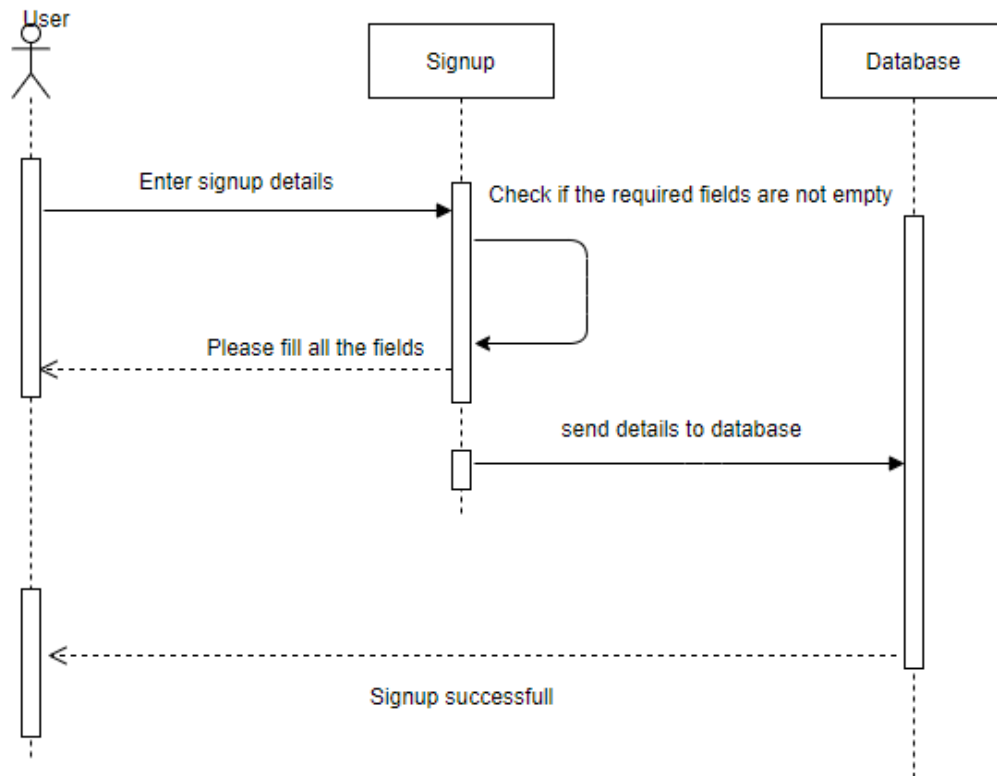 User
Signup
Database
Enter signup details
Check if the required fields are not empty
Please fill all the fields
send details to database
Signup successfull